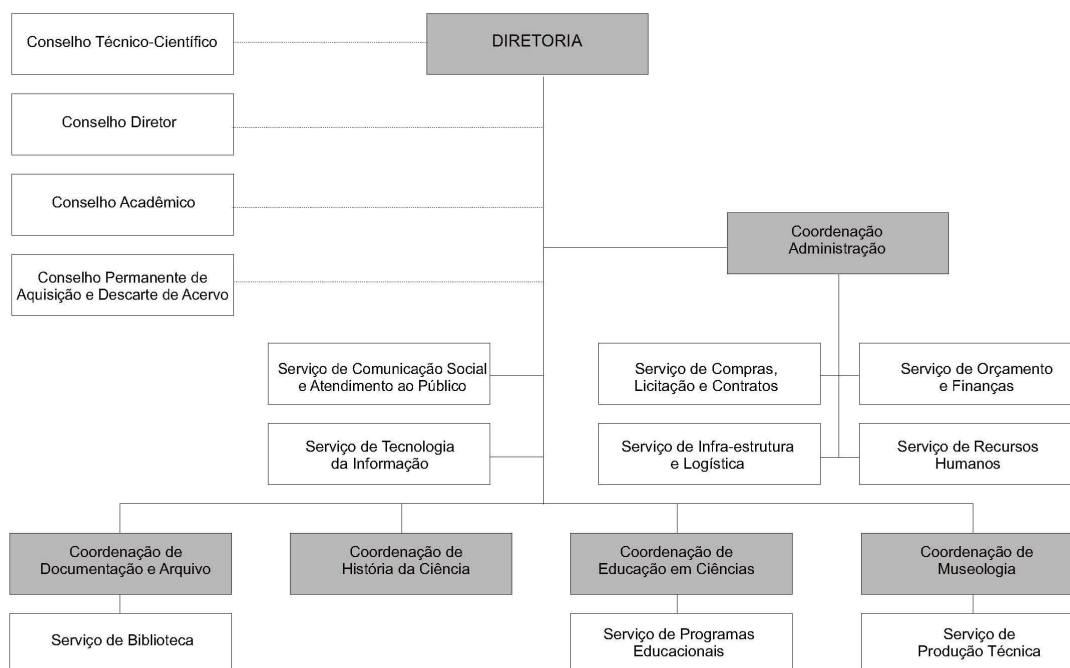 Conselho Técnico-Científico
DIRETORIA
Conselho Diretor
Conselho Acadêmico
Coordenação
Administração
Conselho Permanente de
Aquisição e Descarte de Acervo
Serviço de Comunicação Social
e Atendimento ao Público
Serviço de Compras,
Licitação e Contratos
Serviço de Orçamento
e Finanças
Serviço de Tecnologia
da Informação
Serviço de Infra-estrutura
e Logística
Serviço de Recursos
Humanos
Coordenação de
Documentação e Arquivo
Coordenação de
História da Ciência
Coordenação de
Educação em Ciências
Coordenação de
Museologia
Serviço de Biblioteca
Serviço de Programas
Educacionais
Serviço de
Produção Técnica